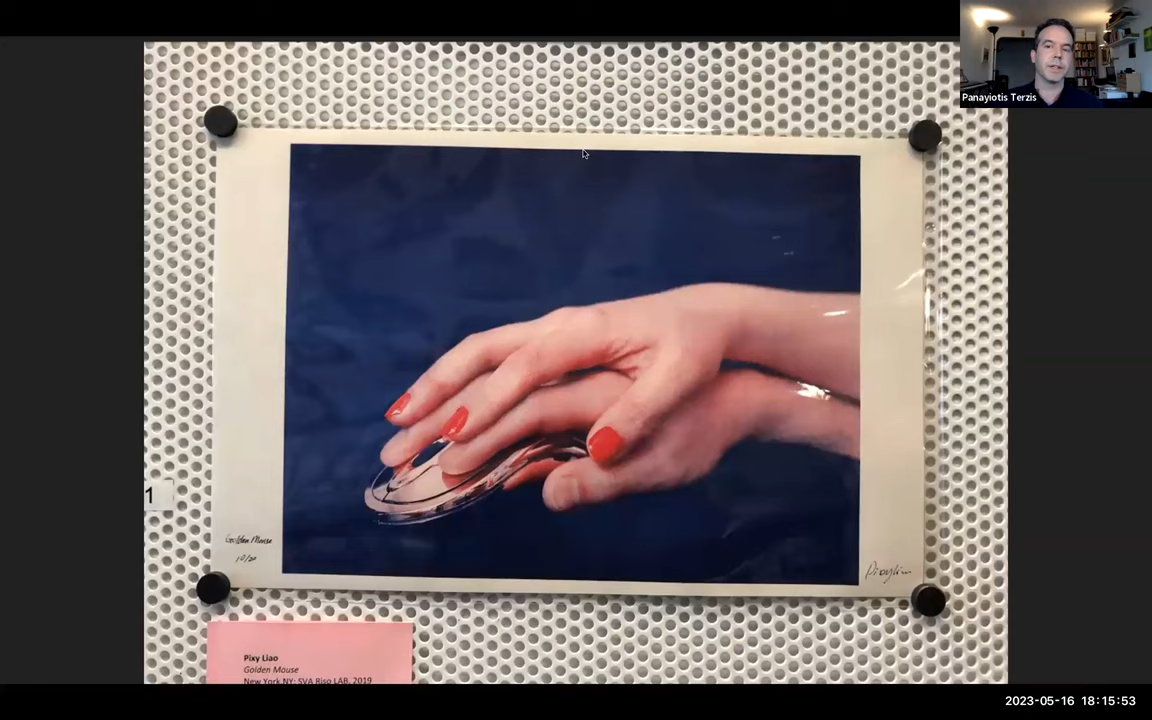 Panayiotis Terzis
1
Golden Mouse
10/20
Pixy Liao
Golden Mouse
New York NY: SVA Riso LAB, 2019
2023-05-16 18:15:53